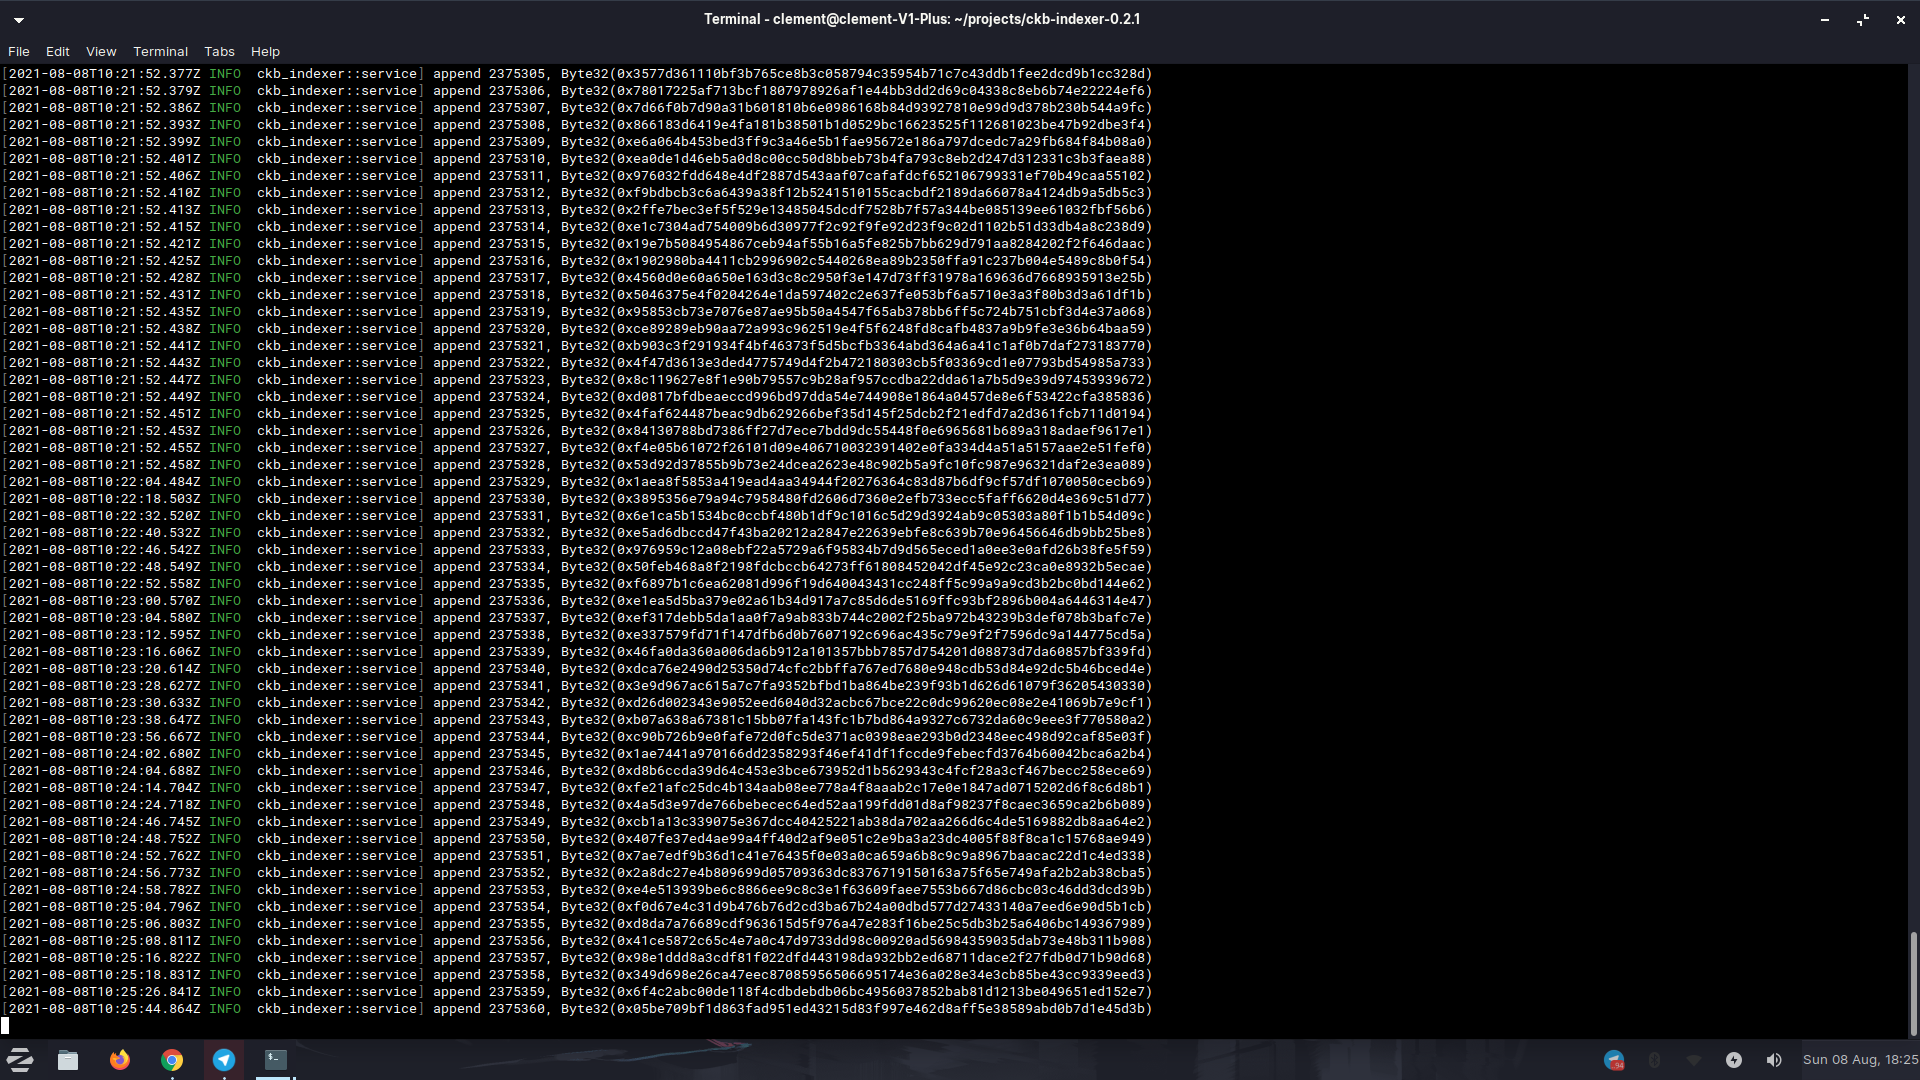 Terminal - clement@clement-V1-Plus: ~/projects/ckb-indexer-0.2.1
File Edit View Terminal Tabs Help
[2021-08-08T10:21:52.377Z INFO  ckb_indexer::service] append 2375305, Byte32(0x3577d361110bf3b765ce8b3c058794c35954b71c7c43ddb1fee2dcd9b1cc328d)
[2021-08-08T10:21:52.379Z INFO  ckb_indexer::service] append 2375306, Byte32(0x78017225af713bcf1807978926af1e44bb3dd2d69c04338c8eb6b74e22224ef6)
[2021-08-08T10:21:52.386Z INFO  ckb_indexer::service] append 2375307, Byte32(0x7d66f0b7d90a31b601810b6e0986168b84d93927810e99d9d378b230b544a9fc)
[2021-08-08T10:21:52.393Z INFO  ckb_indexer::service] append 2375308, Byte32(0x866183d6419e4fa181b38501b1d0529bc16623525f112681023be47b92dbe3f4)
[2021-08-08T10:21:52.399Z INFO  ckb_indexer::service] append 2375309, Byte32(0xe6a064b453bed3ff9c3a46e5b1fae95672e186a797dcedc7a29fb684f84b08a0)
[2021-08-08T10:21:52.401Z INFO  ckb_indexer::service] append 2375310, Byte32(0xea0de1d46eb5a0d8c00cc50d8bbeb73b4fa793c8eb2d247d312331c3b3faea88)
[2021-08-08T10:21:52.406Z INFO  ckb_indexer::service] append 2375311, Byte32(0x976032fdd648e4df2887d543aaf07cafafdcf652106799331ef70b49caa55102)
[2021-08-08T10:21:52.410Z INFO  ckb_indexer::service] append 2375312, Byte32(0xf9bdbcb3c6a6439a38f12b5241510155cacbdf2189da66078a4124db9a5db5c3)
[2021-08-08T10:21:52.413Z INFO  ckb_indexer::service] append 2375313, Byte32(0x2ffe7bec3ef5f529e13485045dcdf7528b7f57a344be085139ee61032fbf56b6)
[2021-08-08T10:21:52.415Z INFO  ckb_indexer::service] append 2375314, Byte32(0xe1c7304ad754009b6d30977f2c92f9fe92d23f9c02d1102b51d33db4a8c238d9)
[2021-08-08T10:21:52.421Z INFO  ckb_indexer::service] append 2375315, Byte32(0x19e7b5084954867ceb94af55b16a5fe825b7bb629d791aa8284202f2f646daac)
[2021-08-08T10:21:52.425Z INFO  ckb_indexer::service] append 2375316, Byte32(0x1902980ba4411cb2996902c5440268ea89b2350ffa91c237b004e5489c8b0f54)
[2021-08-08T10:21:52.428Z INFO  ckb_indexer::service] append 2375317, Byte32(0x4560d0e60a650e163d3c8c2950f3e147d73ff31978a169636d7668935913e25b)
[2021-08-08T10:21:52.431Z INFO  ckb_indexer::service] append 2375318, Byte32(0x5046375e4f0204264e1da597402c2e637fe053bf6a5710e3a3f80b3d3a61df1b)
[2021-08-08T10:21:52.435Z INFO  ckb_indexer::service] append 2375319, Byte32(0x95853cb73e7076e87ae95b50a4547f65ab378bb6ff5c724b751cbf3d4e37a068)
[2021-08-08T10:21:52.438Z INFO  ckb_indexer::service] append 2375320, Byte32(0xce89289eb90aa72a993c962519e4f5f6248fd8cafb4837a9b9fe3e36b64baa59)
[2021-08-08T10:21:52.441Z INFO  ckb_indexer::service] append 2375321, Byte32(0xb903c3f291934f4bf46373f5d5bcfb3364abd364a6a41c1af0b7daf273183770)
[2021-08-08T10:21:52.443Z INFO  ckb_indexer::service] append 2375322, Byte32(0x4f47d3613e3ded4775749d4f2b472180303cb5f03369cd1e07793bd54985a733)
[2021-08-08T10:21:52.447Z INFO  ckb_indexer::service] append 2375323, Byte32(0x8c119627e8f1e90b79557c9b28af957ccdba22dda61a7b5d9e39d97453939672)
[2021-08-08T10:21:52.449Z INFO  ckb_indexer::service] append 2375324, Byte32(0xd0817bfdbeaeccd996bd97dda54e744908e1864a0457de8e6f53422cfa385836)
[2021-08-08T10:21:52.451Z INFO  ckb_indexer::service] append 2375325, Byte32(0x4faf624487beac9db629266bef35d145f25dcb2f21edfd7a2d361fcb711d0194)
[2021-08-08T10:21:52.453Z INFO  ckb_indexer::service] append 2375326, Byte32(0x84130788bd7386ff27d7ece7bdd9dc55448f0e6965681b689a318adaef9617e1)
[2021-08-08T10:21:52.455Z INFO  ckb_indexer::service] append 2375327, Byte32(0xf4e05b61072f26101d09e406710032391402e0fa334d4a51a5157aae2e51fef0)
[2021-08-08T10:21:52.458Z INFO  ckb_indexer::service] append 2375328, Byte32(0x53d92d37855b9b73e24dcea2623e48c902b5a9fc10fc987e96321daf2e3ea089)
[2021-08-08T10:22:04.484Z INFO  ckb_indexer::service] append 2375329, Byte32(0x1aea8f5853a419ead4aa34944f20276364c83d87b6df9cf57df1070050cecb69)
[2021-08-08T10:22:18.503Z INFO  ckb_indexer::service] append 2375330, Byte32(0x3895356e79a94c7958480fd2606d7360e2efb733ecc5faff6620d4e369c51d77)
[2021-08-08T10:22:32.520Z INFO  ckb_indexer::service] append 2375331, Byte32(0x6e1ca5b1534bc0ccbf480b1df9c1016c5d29d3924ab9c05303a80f1b1b54d09c)
[2021-08-08T10:22:40.532Z INFO  ckb_indexer::service] append 2375332, Byte32(0xe5ad6dbccd47f43ba20212a2847e22639ebfe8c639b70e96456646db9bb25be8)
[2021-08-08T10:22:46.542Z INFO  ckb_indexer::service] append 2375333, Byte32(0x976959c12a08ebf22a5729a6f95834b7d9d565eced1a0ee3e0afd26b38fe5f59)
[2021-08-08T10:22:48.549Z INFO  ckb_indexer::service] append 2375334, Byte32(0x50feb468a8f2198fdcbccb64273ff61808452042df45e92c23ca0e8932b5ecae)
[2021-08-08T10:22:52.558Z INFO  ckb_indexer::service] append 2375335, Byte32(0xf6897b1c6ea62081d996f19d640043431cc248ff5c99a9a9cd3b2bc0bd144e62)
[2021-08-08T10:23:00.570Z INFO  ckb_indexer::service] append 2375336, Byte32(0xe1ea5d5ba379e02a61b34d917a7c85d6de5169ffc93bf2896b004a6446314e47)
[2021-08-08T10:23:04.580Z INFO  ckb_indexer::service] append 2375337, Byte32(0xef317debb5da1aa0f7a9ab833b744c2002f25ba972b43239b3def078b3bafc7e)
[2021-08-08T10:23:12.595Z INFO  ckb_indexer::service] append 2375338, Byte32(0xe337579fd71f147dfb6d0b7607192c696ac435c79e9f2f7596dc9a144775cd5a)
[2021-08-08T10:23:16.606Z INFO  ckb_indexer::service] append 2375339, Byte32(0x46fa0da360a006da6b912a101357bbb7857d754201d08873d7da60857bf339fd)
[2021-08-08T10:23:20.614Z INFO  ckb_indexer::service] append 2375340, Byte32(0xdca76e2490d25350d74cfc2bbffa767ed7680e948cdb53d84e92dc5b46bced4e)
[2021-08-08T10:23:28.627Z INFO  ckb_indexer::service] append 2375341, Byte32(0x3e9d967ac615a7c7fa9352bfbd1ba864be239f93b1d626d61079f36205430330)
[2021-08-08T10:23:30.633Z INFO  ckb_indexer::service] append 2375342, Byte32(0xd26d002343e9052eed6040d32acbc67bce22c0dc99620ec08e2e41069b7e9cf1)
[2021-08-08T10:23:38.647Z INFO  ckb_indexer::service] append 2375343, Byte32(0xb07a638a67381c15bb07fa143fc1b7bd864a9327c6732da60c9eee3f770580a2)
[2021-08-08T10:23:56.667Z INFO  ckb_indexer::service] append 2375344, Byte32(0xc90b726b9e0fafe72d0fc5de371ac0398eae293b0d2348eec498d92caf85e03f)
[2021-08-08T10:24:02.680Z INFO  ckb_indexer::service] append 2375345, Byte32(0x1ae7441a970166dd2358293f46ef41df1fccde9febecfd3764b60042bca6a2b4)
[2021-08-08T10:24:04.688Z INFO  ckb_indexer::service] append 2375346, Byte32(0xd8b6ccda39d64c453e3bce673952d1b5629343c4fcf28a3cf467becc258ece69)
[2021-08-08T10:24:14.704Z INFO  ckb_indexer::service] append 2375347, Byte32(0xfe21afc25dc4b134aab08ee778a4f8aaab2c17e0e1847ad0715202d6f8c6d8b1)
[2021-08-08T10:24:24.718Z INFO  ckb_indexer::service] append 2375348, Byte32(0x4a5d3e97de766bebecec64ed52aa199fdd01d8af98237f8caec3659ca2b6b089)
[2021-08-08T10:24:46.745Z INFO  ckb_indexer::service] append 2375349, Byte32(0xcb1a13c339075e367dcc40425221ab38da702aa266d6c4de5169882db8aa64e2)
[2021-08-08T10:24:48.752Z INFO  ckb_indexer::service] append 2375350, Byte32(0x407fe37ed4ae99a4ff40d2af9e051c2e9ba3a23dc4005f88f8ca1c15768ae949)
[2021-08-08T10:24:52.762Z INFO  ckb_indexer::service] append 2375351, Byte32(0x7ae7edf9b36d1c41e76435f0e03a0ca659a6b8c9c9a8967baacac22d1c4ed338)
[2021-08-08T10:24:56.773Z INFO  ckb_indexer::service] append 2375352, Byte32(0x2a8dc27e4b809699d05709363dc8376719150163a75f65e749afa2b2ab38cba5)
[2021-08-08T10:24:58.782Z INFO  ckb_indexer::service] append 2375353, Byte32(0xe4e513939be6c8866ee9c8c3e1f63609faee7553b667d86cbc03c46dd3dcd39b)
[2021-08-08T10:25:04.796Z INFO  ckb_indexer::service] append 2375354, Byte32(0xf0d67e4c31d9b476b76d2cd3ba67b24a00dbd577d27433140a7eed6e90d5b1cb)
[2021-08-08T10:25:06.803Z INFO  ckb_indexer::service] append 2375355, Byte32(0xd8da7a76689cdf963615d5f976a47e283f16be25c5db3b25a6406bc149367989)
[2021-08-08T10:25:08.811Z INFO  ckb_indexer::service] append 2375356, Byte32(0x41ce5872c65c4e7a0c47d9733dd98c00920ad56984359035dab73e48b311b908)
[2021-08-08T10:25:16.822Z INFO  ckb_indexer::service] append 2375357, Byte32(0x98e1ddd8a3cdf81f022dfd443198da932bb2ed68711dace2f27fdb0d71b90d68)
[2021-08-08T10:25:18.831Z INFO  ckb_indexer::service] append 2375358, Byte32(0x349d698e26ca47eec87085956506695174e36a028e34e3cb85be43cc9339eed3)
[2021-08-08T10:25:26.841Z INFO  ckb_indexer::service] append 2375359, Byte32(0x6f4c2abc00de118f4cdbdebdb06bc4956037852bab81d1213be049651ed152e7)
[2021-08-08T10:25:44.864Z INFO  ckb_indexer::service] append 2375360, Byte32(0x05be709bf1d863fad951ed43215d83f997e462d8aff5e38589abd0b7d1e45d3b)
Sun 08 Aug, 18:25